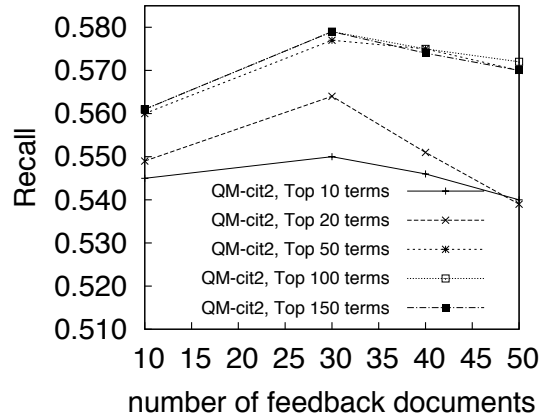 0.580
0.570
0.560
0.550
0.540
0.530
0.520
0.510
Recall
QM-cit2, Top 10 terms
QM-cit2, Top 20 terms
QM-cit2, Top 50 terms
QM-cit2, Top 100 terms
QM-cit2, Top 150 terms
10 15 20 25 30 35 40 45 50
number of feedback documents